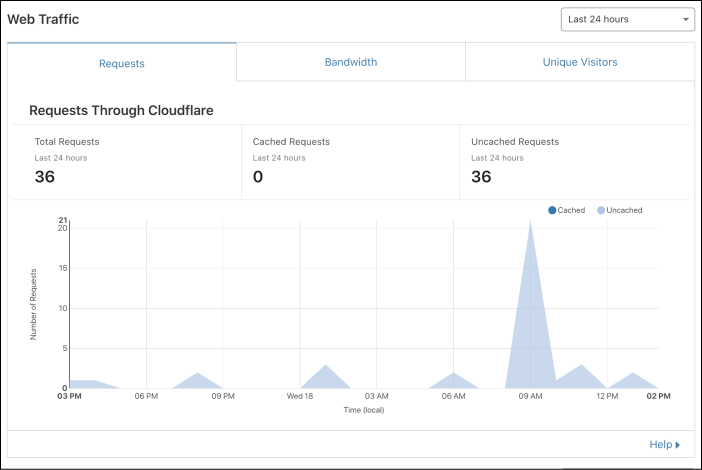 Web Traffic
Last 24 hours
Requests
Bandwidth
Unique Visitors
Requests Through Cloudflare
Total Requests
Last 24 hours
36
Cached Requests
Last 24 hours
0
Uncached Requests
Last 24 hours
36
Cached
Uncached
21
20
15
10
5
0
Number of Requests
03 PM
06 PM
09 PM
Wed 18
03 AM
06 AM
09 AM
12 PM
02 PM
Time (local)
Help